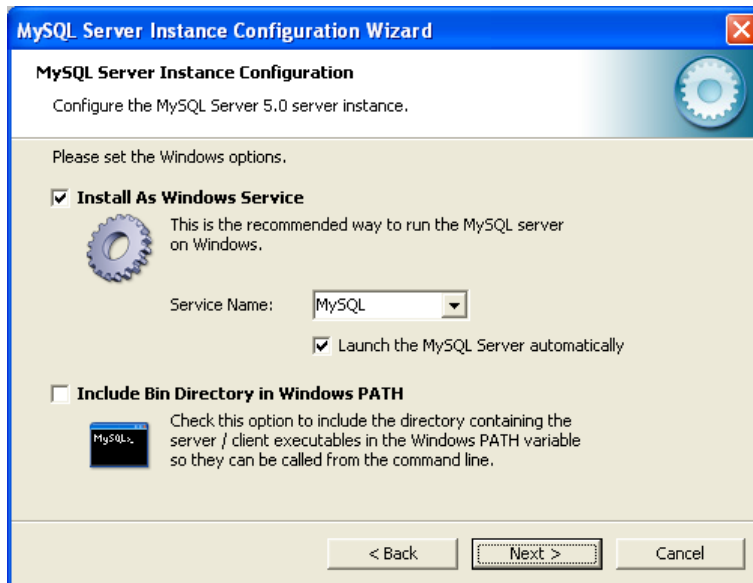 MySQL Server Instance Configuration Wizard
MySQL Server Instance Configuration
Configure the MySQL Server 5.0 server instance.
Please set the Windows options.
Install As Windows Service
This is the recommended way to run the MySQL server
on Windows.
Service Name:
MySQL
Launch the MySQL Server automatically
Include Bin Directory in Windows PATH
MySQL>_
Check this option to include the directory containing the
server / client executables in the Windows PATH variable
so they can be called from the command line.
< Back
Next >
Cancel